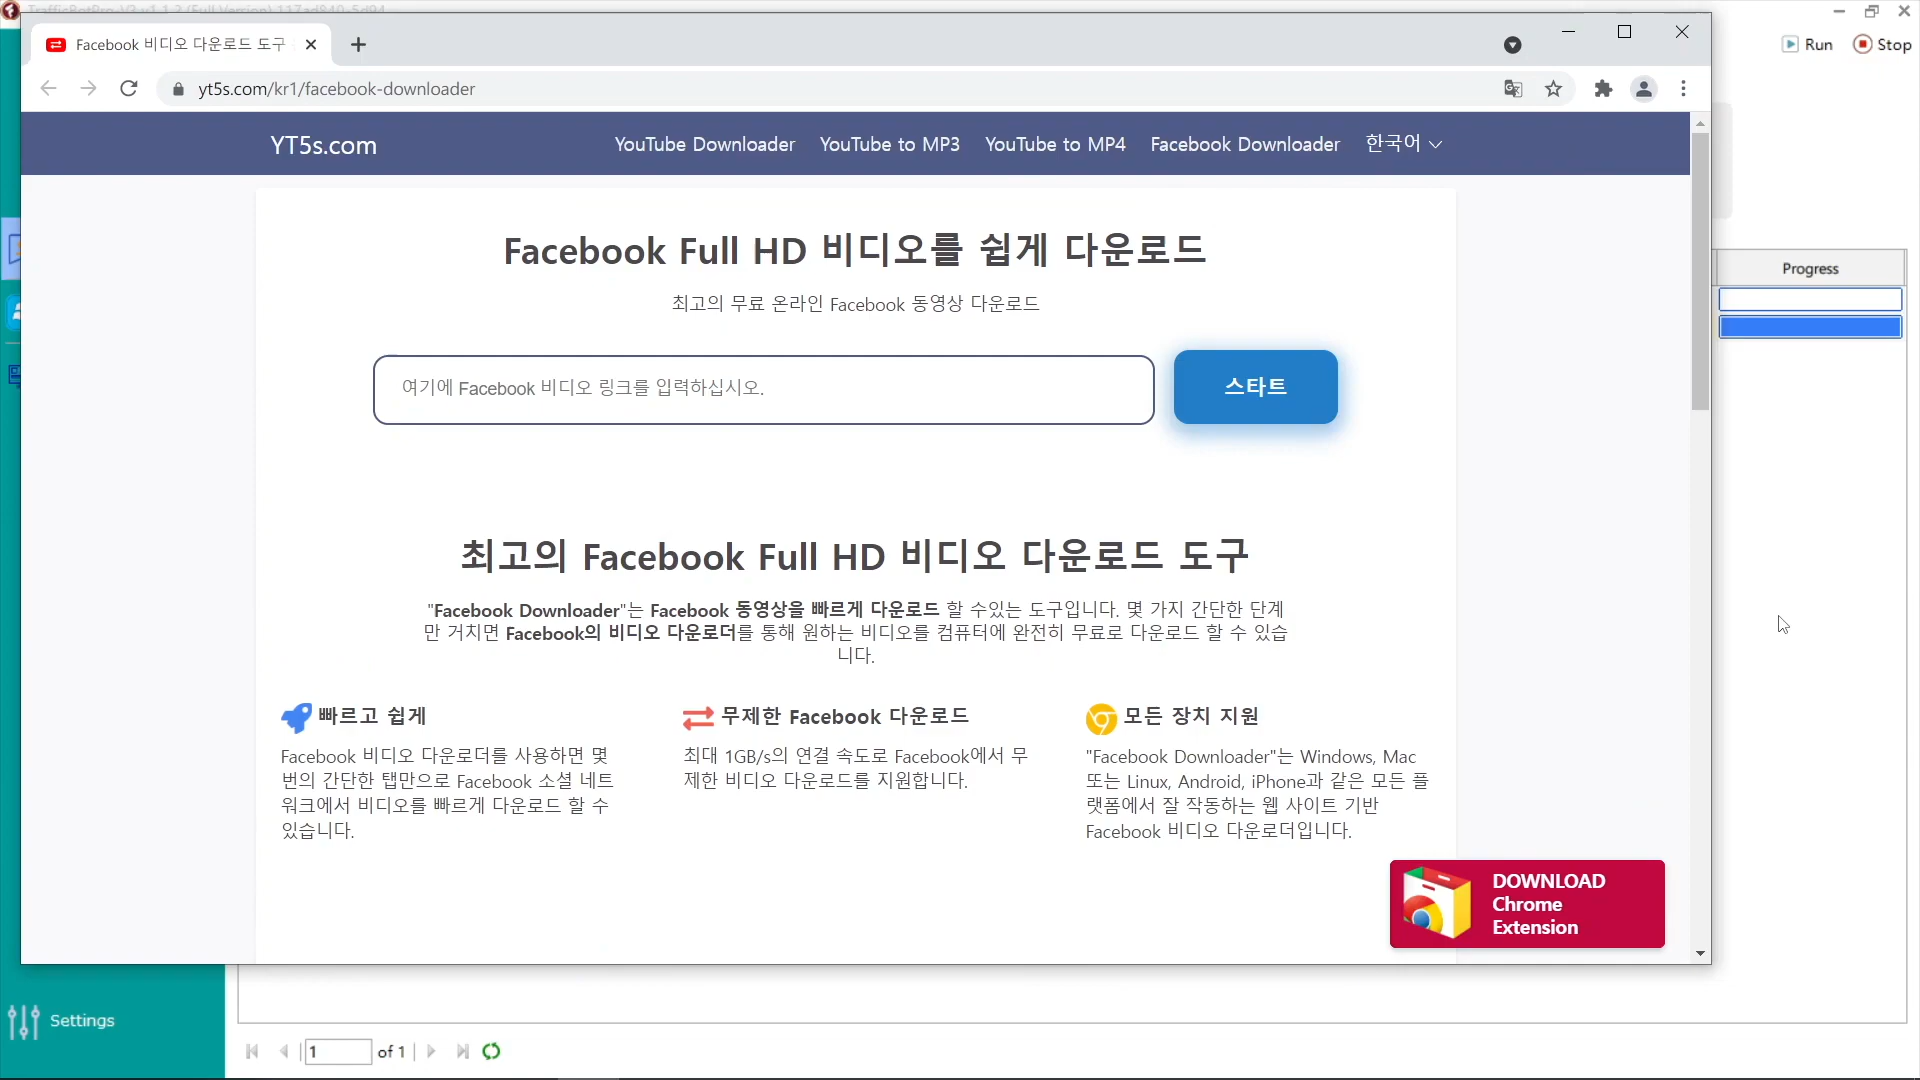 TrafficBotPro-V3 v1.1.2 (Full Version)
Facebook 비디오 다운로드 도구
Run
Stop
yt5s.com/kr1/facebook-downloader
YT5s.com
YouTube Downloader
YouTube to MP3
YouTube to MP4
Facebook Downloader
한국어
Facebook Full HD 비디오를 쉽게 다운로드
Progress
최고의 무료 온라인 Facebook 동영상 다운로드
여기에 Facebook 비디오 링크를 입력하십시오.
스타트
최고의 Facebook Full HD 비디오 다운로드 도구
"Facebook Downloader"는 Facebook 동영상을 빠르게 다운로드 할 수있는 도구입니다. 몇 가지 간단한 단계
만 거치면 Facebook의 비디오 다운로더를 통해 원하는 비디오를 컴퓨터에 완전히 무료로 다운로드 할 수 있습
니다.
빠르고 쉽게
Facebook 비디오 다운로더를 사용하면 몇
번의 간단한 탭만으로 Facebook 소셜 네트
워크에서 비디오를 빠르게 다운로드 할 수
있습니다.
무제한 Facebook 다운로드
최대 1GB/s의 연결 속도로 Facebook에서 무
제한 비디오 다운로드를 지원합니다.
모든 장치 지원
"Facebook Downloader"는 Windows, Mac
또는 Linux, Android, iPhone과 같은 모든 플
랫폼에서 잘 작동하는 웹 사이트 기반
Facebook 비디오 다운로더입니다.
DOWNLOAD
Chrome
Extension
Settings
1
of 1